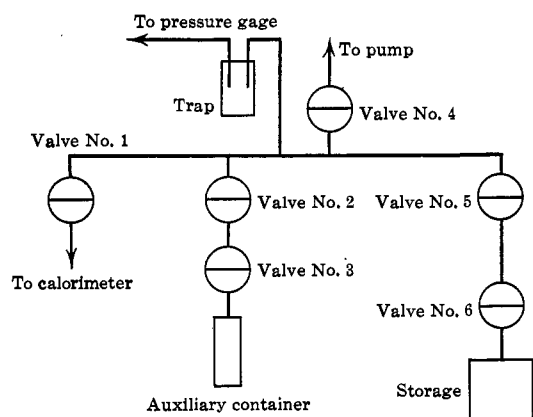 To pressure gage
To pump
Trap
Valve No. 4
Valve No. 1
Valve No. 2
Valve No. 5
Valve No. 3
To calorimeter
Valve No. 6
Storage
Auxiliary container